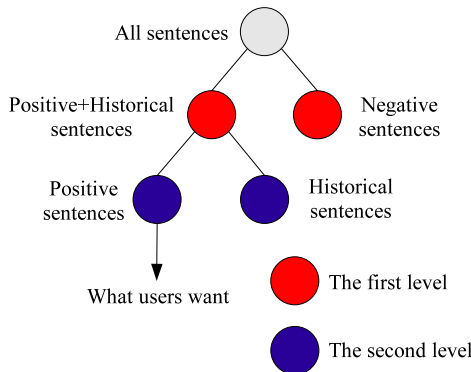 All sentences
Positive+Historical
sentences
Negative
sentences
Positive
sentences
Historical
sentences
What users want
The first level
The second level